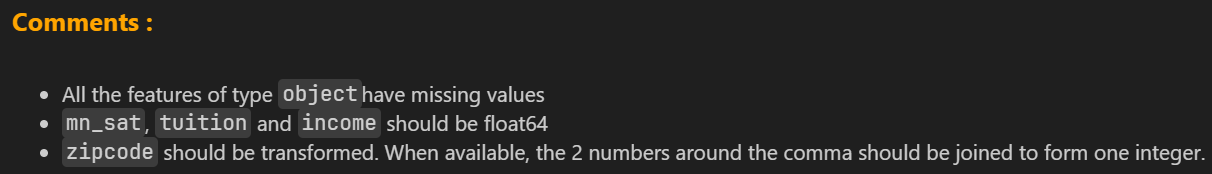 Comments :
• All the features of type object have missing values
• mn_sat, tuition and income should be float64
• zipcode should be transformed. When available, the 2 numbers around the comma should be joined to form one integer.